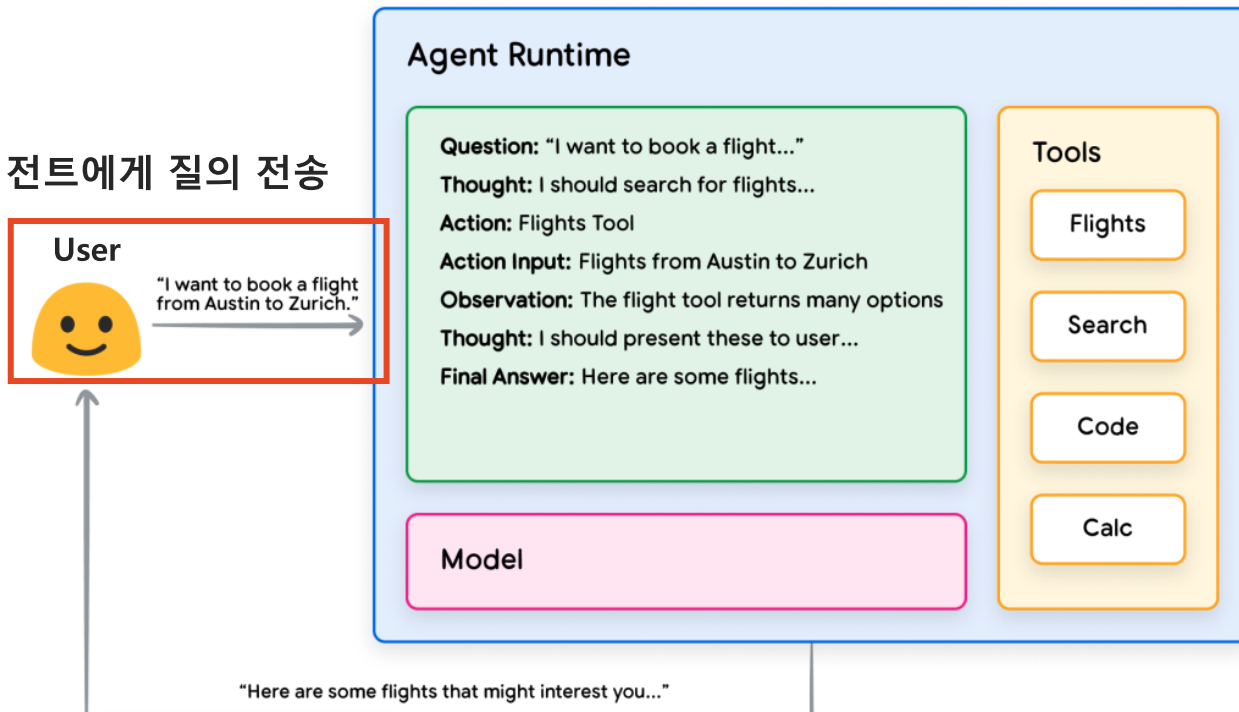 Agent Runtime
전트에게 질의 전송
User
“I want to book a flight
from Austin to Zurich.”
Question: “I want to book a flight...”
Thought: I should search for flights...
Action: Flights Tool
Action Input: Flights from Austin to Zurich
Observation: The flight tool returns many options
Thought: I should present these to user...
Final Answer: Here are some flights...
Model
Tools
Flights
Search
Code
Calc
“Here are some flights that might interest you...”